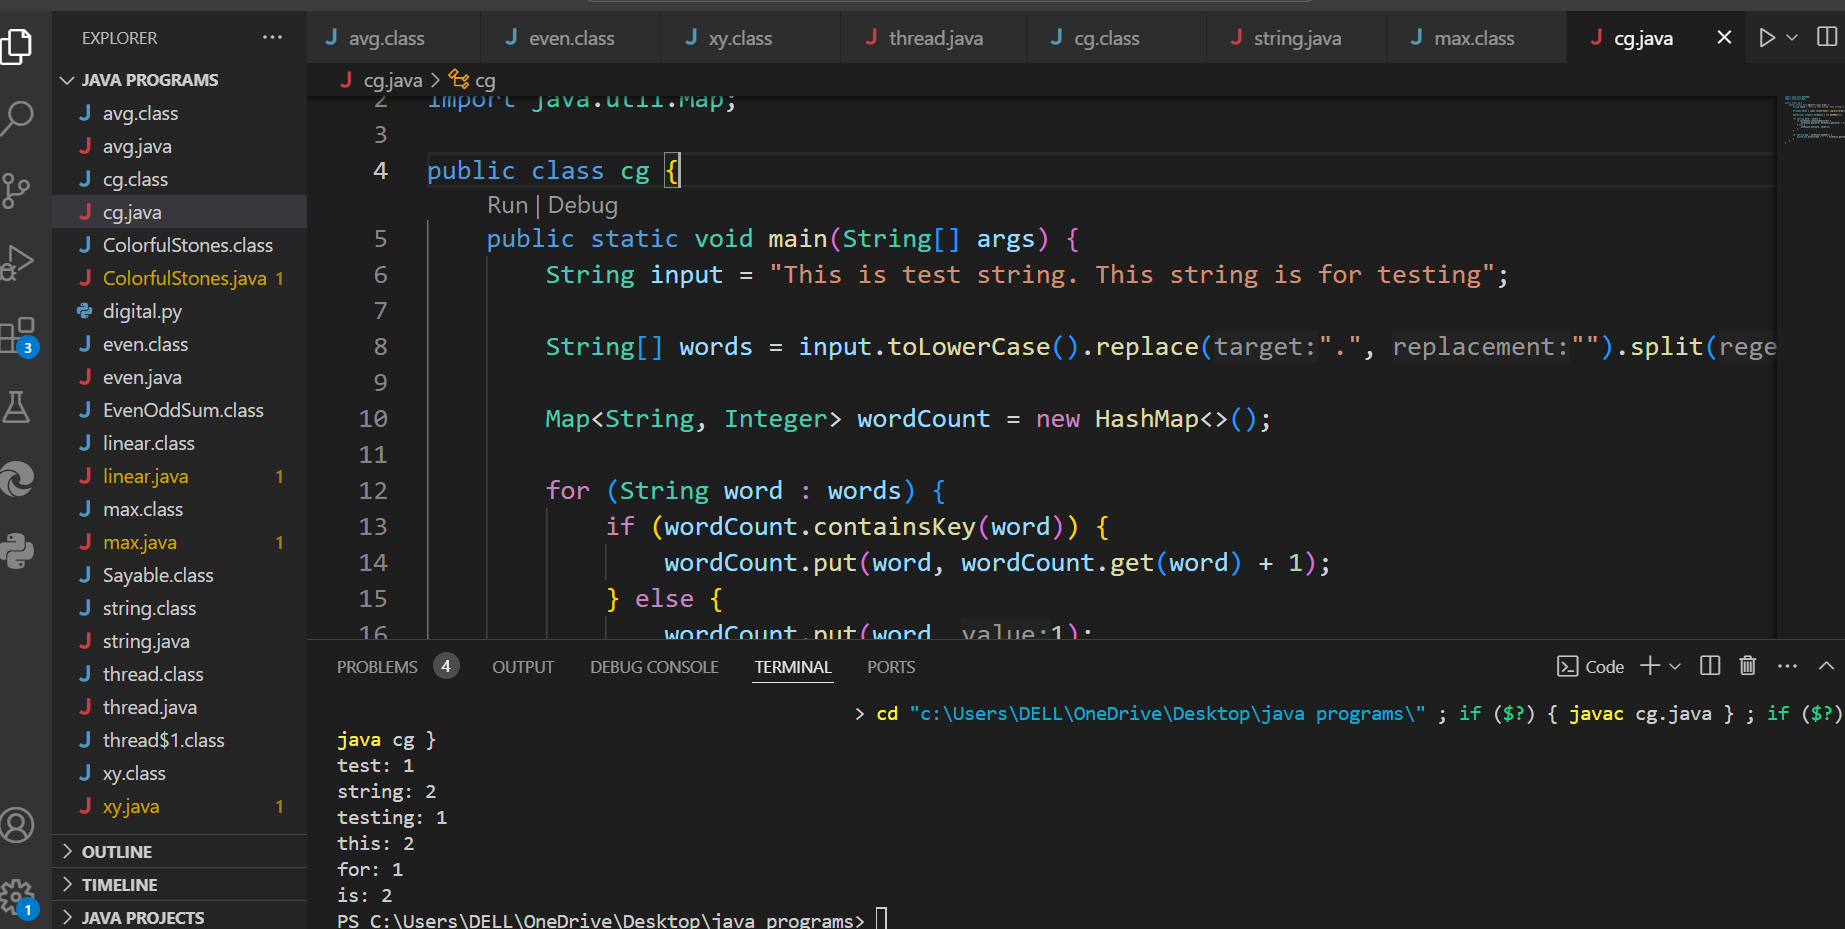 EXPLORER
JAVA PROGRAMS
avg.class
avg.java
cg.class
cg.java
ColorfulStones.class
ColorfulStones.java 1
digital.py
even.class
even.java
EvenOddSum.class
linear.class
linear.java 1
max.class
max.java 1
Sayable.class
string.class
string.java
thread.class
thread.java
thread$1.class
xy.class
xy.java 1
OUTLINE
TIMELINE
JAVA PROJECTS
3
1
avg.class even.class xy.class thread.java cg.class string.java max.class cg.java
cg.java > cg
2 import java.util.Map;
3
4 public class cg {
Run | Debug
5 public static void main(String[] args) {
6 String input = "This is test string. This string is for testing";
7
8 String[] words = input.toLowerCase().replace(target:".", replacement:"").split(rege
9
10 Map<String, Integer> wordCount = new HashMap<>();
11
12 for (String word : words) {
13 if (wordCount.containsKey(word)) {
14 wordCount.put(word, wordCount.get(word) + 1);
15 } else {
16 wordCount.put(word, value:1);
PROBLEMS 4 OUTPUT DEBUG CONSOLE TERMINAL PORTS Code
> cd "c:\Users\DELL\OneDrive\Desktop\java programs\" ; if ($?) { javac cg.java } ; if ($?)
java cg }
test: 1
string: 2
testing: 1
this: 2
for: 1
is: 2
PS C:\Users\DELL\OneDrive\Desktop\java programs>